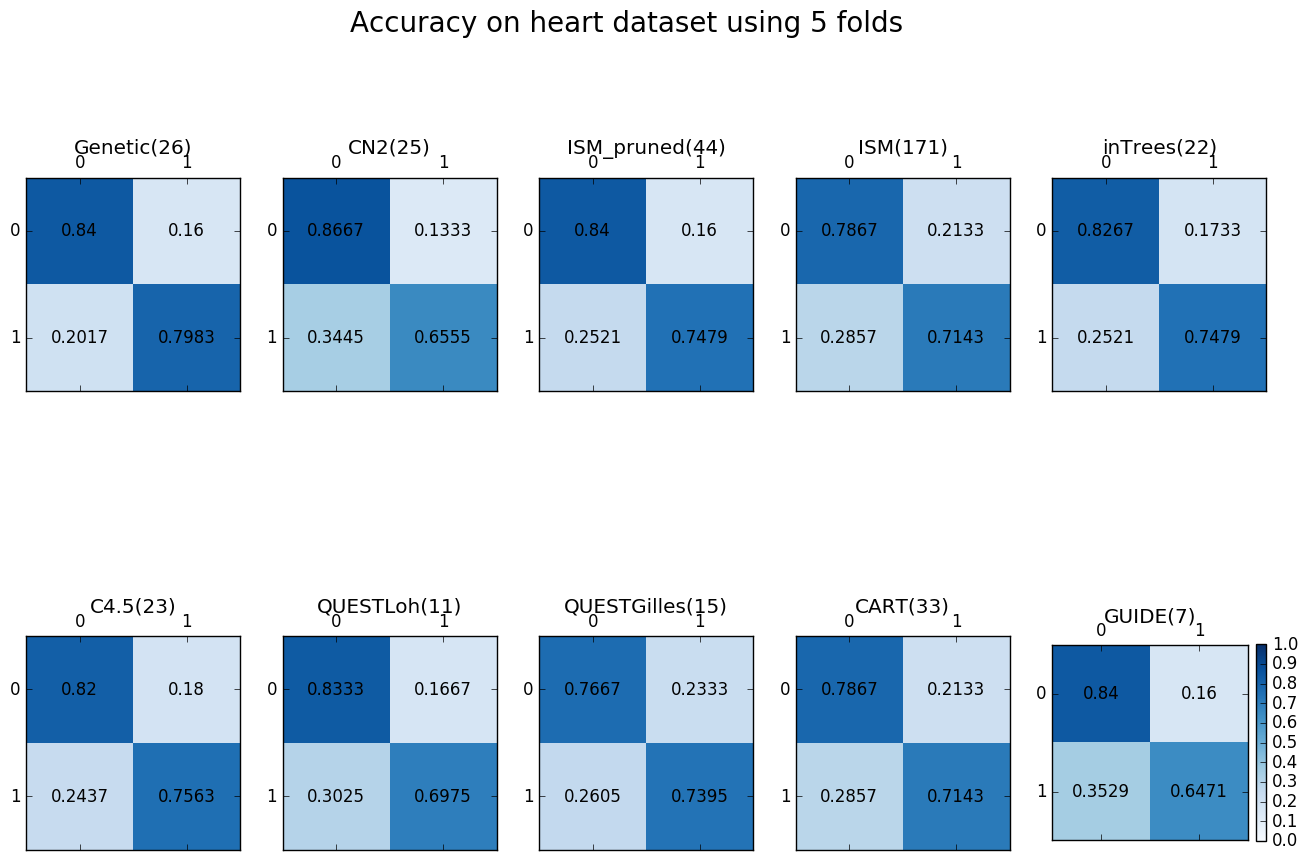 Accuracy on heart dataset using 5 folds
Genetic(26) CN2(25) ISM_pruned(44) ISM(171) inTrees(22)
0 1 0 1 0 1 0 1 0 1
0 0.84 0.16 0 0.8667 0.1333 0 0.84 0.16 0 0.7867 0.2133 0 0.8267 0.1733
1 0.2017 0.7983 1 0.3445 0.6555 1 0.2521 0.7479 1 0.2857 0.7143 1 0.2521 0.7479
C4.5(23) QUESTLoh(11) QUESTGilles(15) CART(33) GUIDE(7)
0 1 0 1 0 1 0 1 0 1
0 0.82 0.18 0 0.8333 0.1667 0 0.7667 0.2333 0 0.7867 0.2133 0 0.84 0.16
1 0.2437 0.7563 1 0.3025 0.6975 1 0.2605 0.7395 1 0.2857 0.7143 1 0.3529 0.6471
1.0
0.9
0.8
0.7
0.6
0.5
0.4
0.3
0.2
0.1
0.0